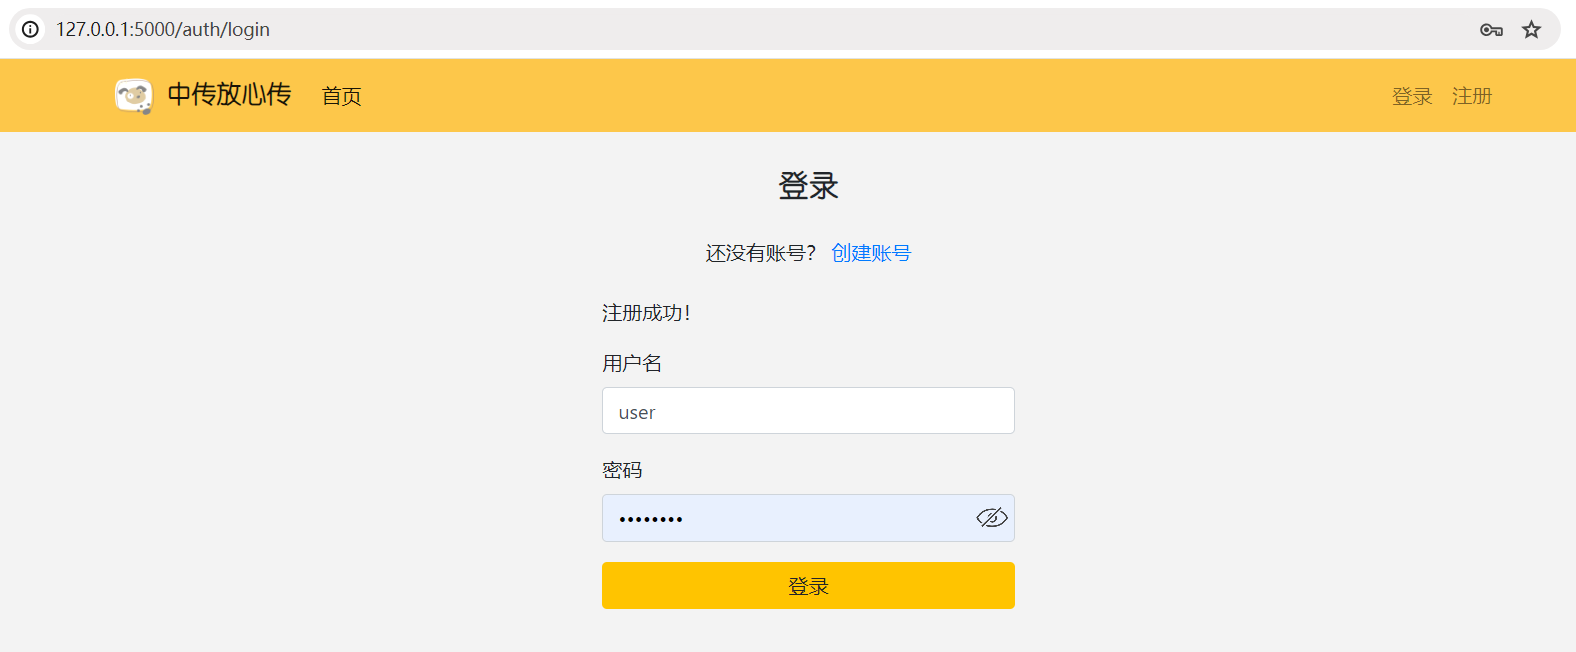 127.0.0.1:5000/auth/login
中传放心传 首页 登录 注册
登录
还没有账号? 创建账号
注册成功!
用户名
user
密码
••••••••
登录